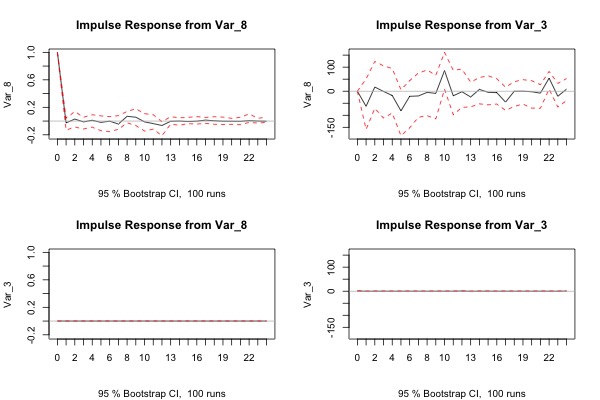 Impulse Response from Var_8
Var_8
1.0
0.6
0.2
-0.2
0 2 4 6 8 10 13 16 19 22
95 % Bootstrap CI, 100 runs
Impulse Response from Var_3
Var_8
100
0
-150
0 2 4 6 8 10 13 16 19 22
95 % Bootstrap CI, 100 runs
Impulse Response from Var_8
Var_3
1.0
0.6
0.2
-0.2
0 2 4 6 8 10 13 16 19 22
95 % Bootstrap CI, 100 runs
Impulse Response from Var_3
Var_3
100
0
-150
0 2 4 6 8 10 13 16 19 22
95 % Bootstrap CI, 100 runs